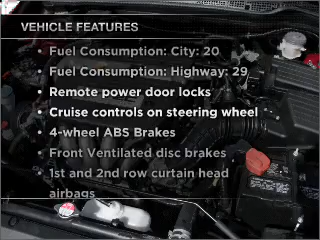 VEHICLE FEATURES
• Fuel Consumption: City: 20
• Fuel Consumption: Highway: 29
• Remote power door locks
• Cruise controls on steering wheel
• 4-wheel ABS Brakes
• Front Ventilated disc brakes
• 1st and 2nd row curtain head
airbags